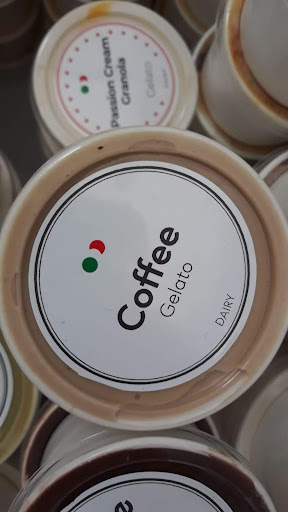 Passion Cream
Granola
Gelato
Coffee
Gelato
DAIRY